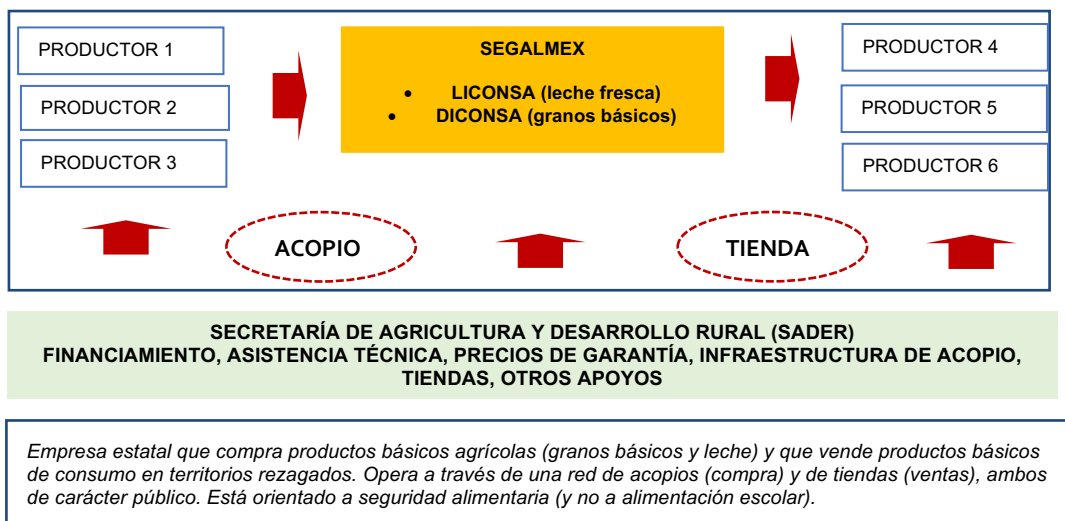 PRODUCTOR 1
PRODUCTOR 2
PRODUCTOR 3
SEGALMEX
• LICONSA (leche fresca)
• DICONSA (granos básicos)
PRODUCTOR 4
PRODUCTOR 5
PRODUCTOR 6
ACOPIO
TIENDA
SECRETARÍA DE AGRICULTURA Y DESARROLLO RURAL (SADER)
FINANCIAMIENTO, ASISTENCIA TÉCNICA, PRECIOS DE GARANTÍA, INFRAESTRUCTURA DE ACOPIO,
TIENDAS, OTROS APOYOS
Empresa estatal que compra productos básicos agrícolas (granos básicos y leche) y que vende productos básicos
de consumo en territorios rezagados. Opera a través de una red de acopios (compra) y de tiendas (ventas), ambos
de carácter público. Está orientado a seguridad alimentaria (y no a alimentación escolar).